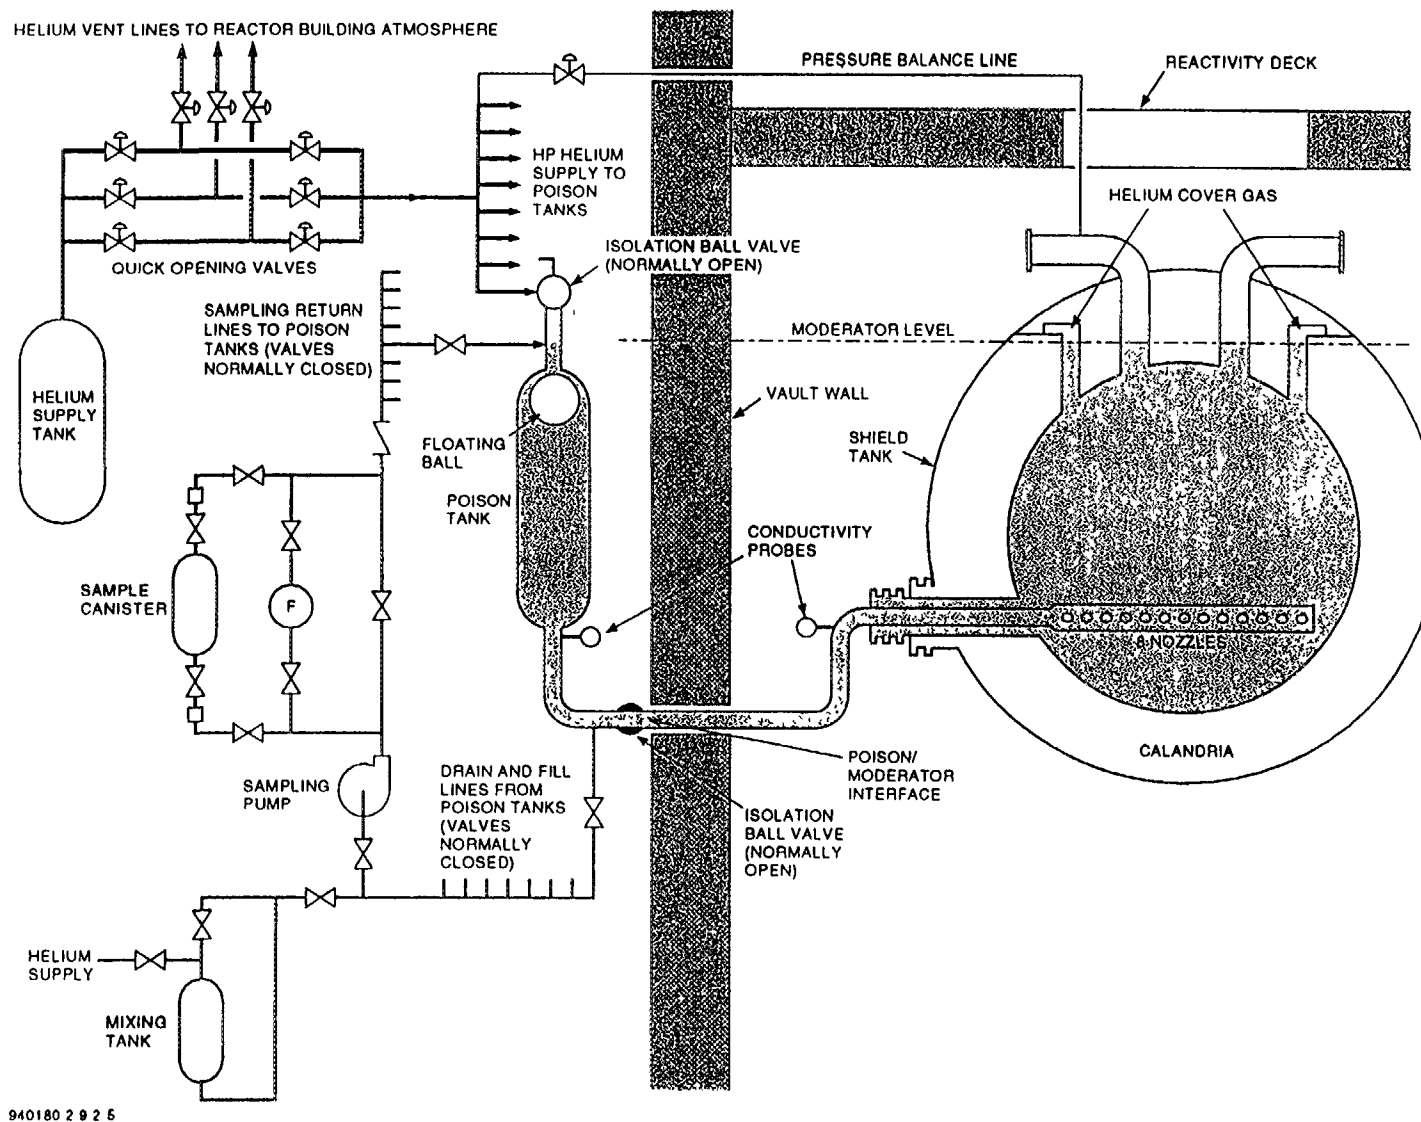 HELIUM VENT LINES TO REACTOR BUILDING ATMOSPHERE
PRESSURE BALANCE LINE
REACTIVITY DECK
HP HELIUM
SUPPLY TO
POISON
TANKS
HELIUM COVER GAS
ISOLATION BALL VALVE
(NORMALLY OPEN)
QUICK OPENING VALVES
SAMPLING RETURN
LINES TO POISON
TANKS (VALVES
NORMALLY CLOSED)
MODERATOR LEVEL
HELIUM
SUPPLY
TANK
VAULT WALL
FLOATING
BALL
SHIELD
TANK
POISON
TANK
CONDUCTIVITY
PROBES
SAMPLE
CANISTER
F
8 NOZZLES
CALANDRIA
POISON/
MODERATOR
INTERFACE
SAMPLING
PUMP
DRAIN AND FILL
LINES FROM
POISON TANKS
(VALVES
NORMALLY
CLOSED)
ISOLATION
BALL VALVE
(NORMALLY
OPEN)
HELIUM
SUPPLY
MIXING
TANK
940180 2 9 2 5